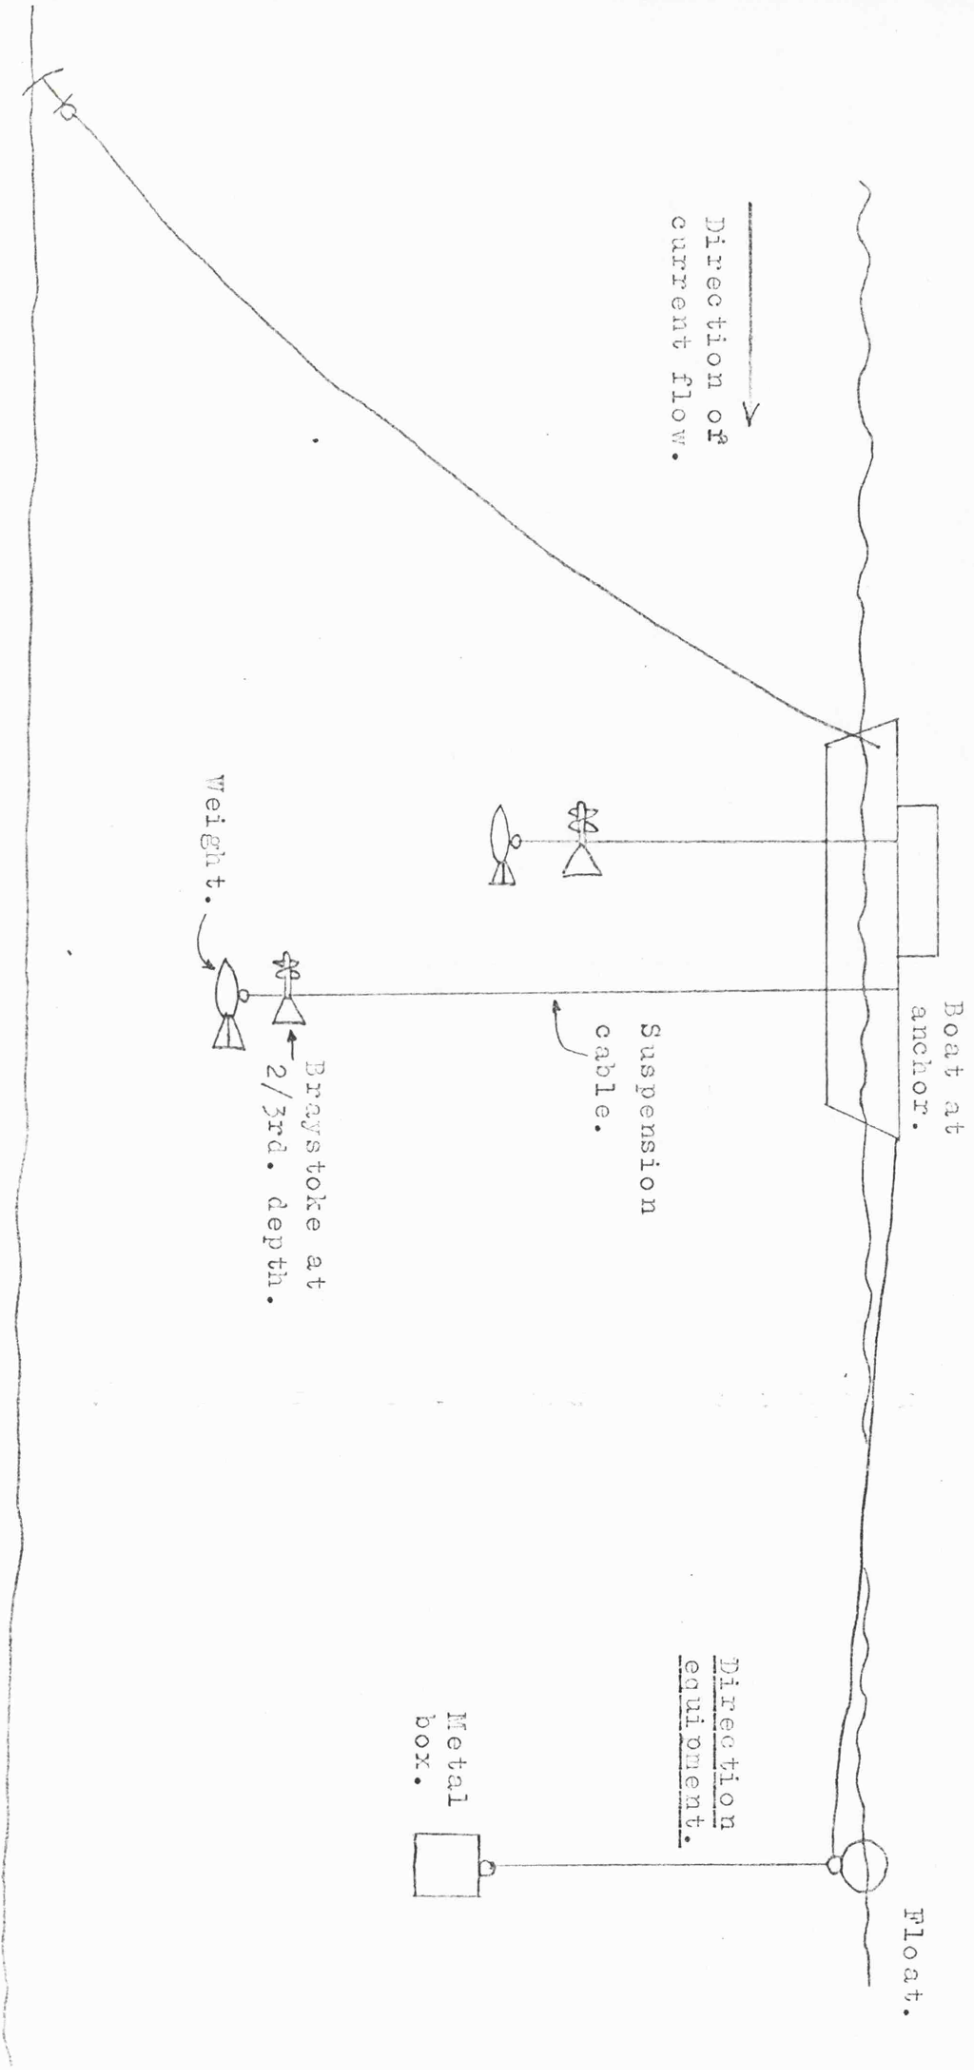 Boat at
anchor.
Float.
Direction of
current flow.
Direction
equipment.
Suspension
cable.
Metal
box.
Braystoke at
2/3rd. depth.
Weight.